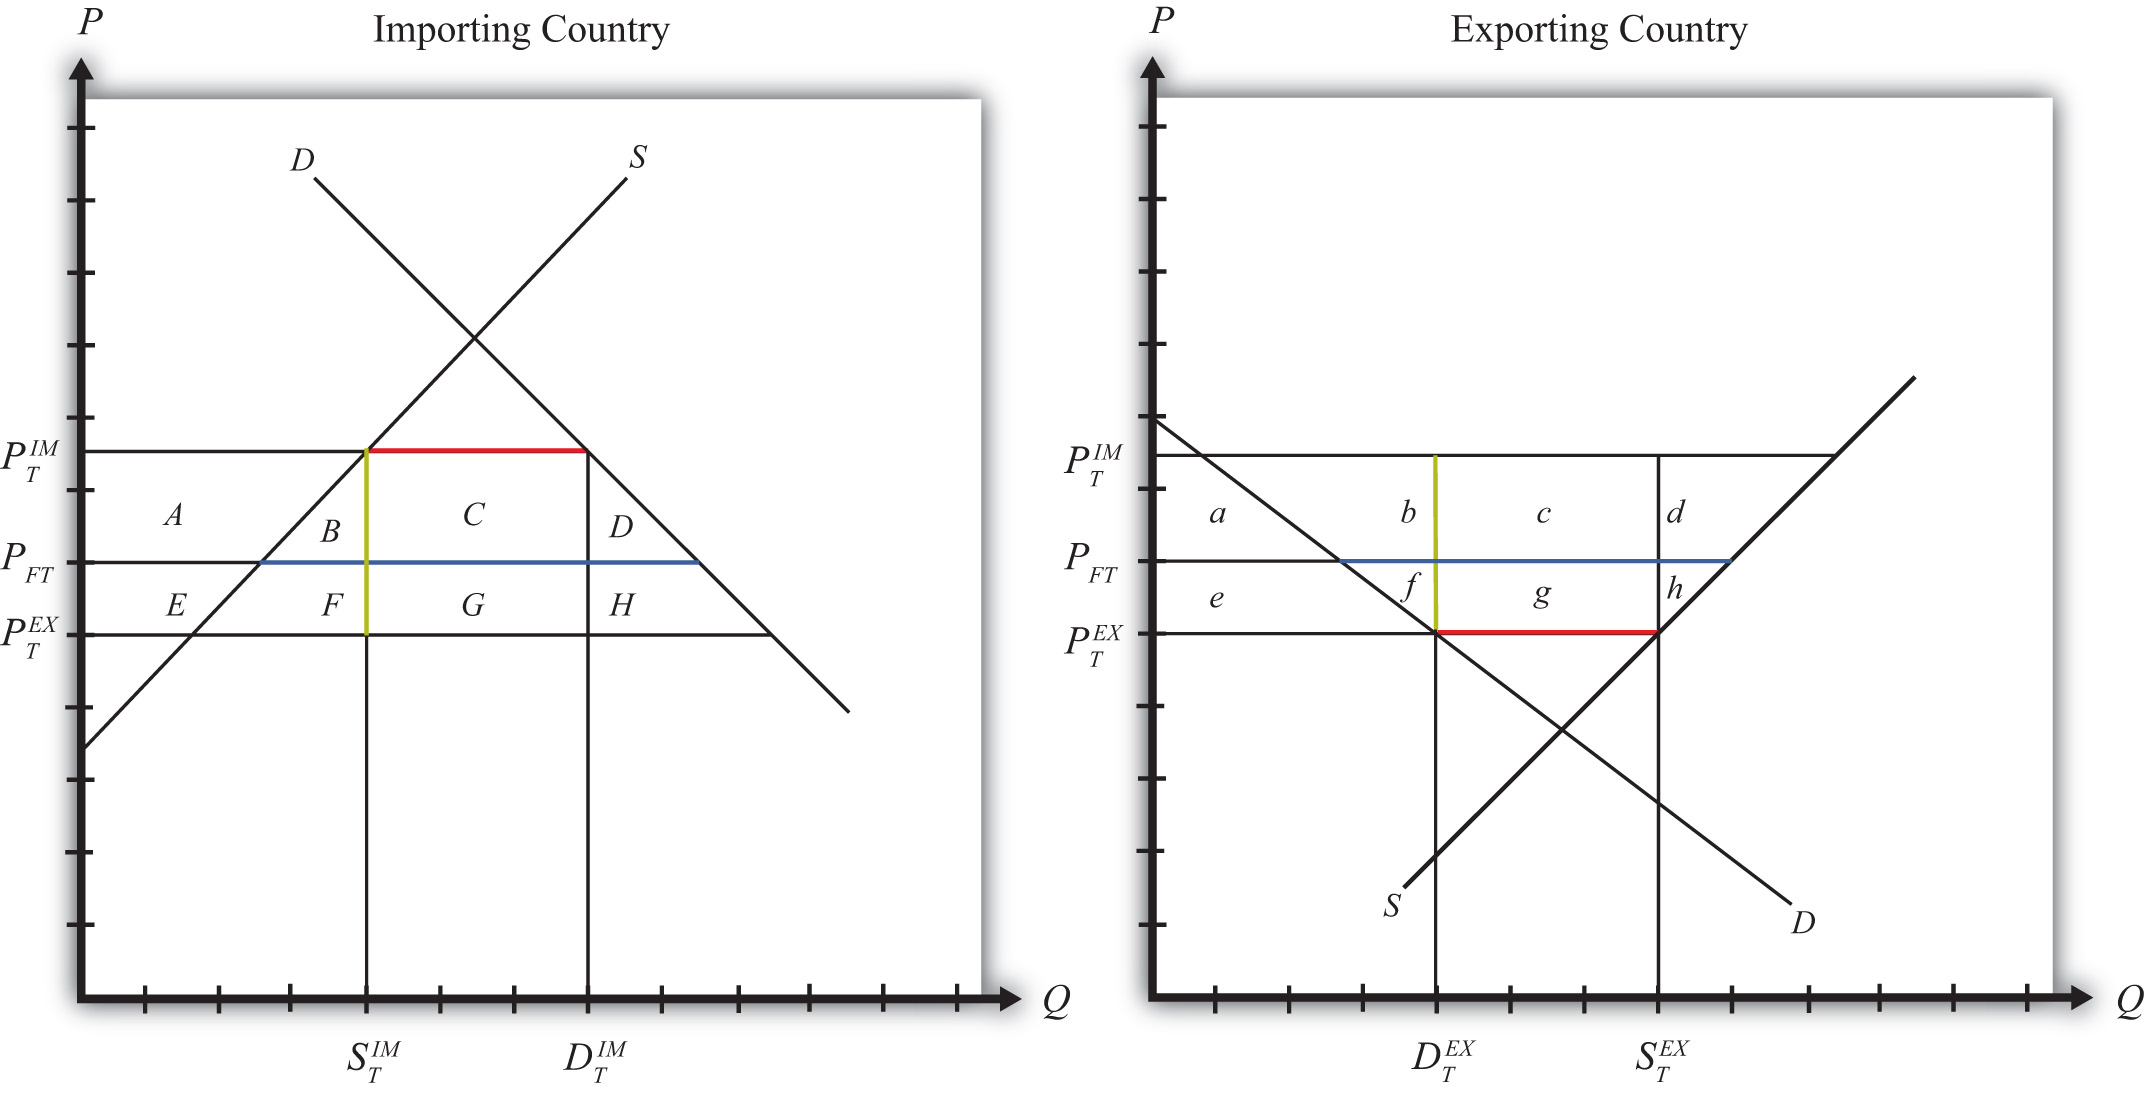 Importing Country
P
D
S
P_T^IM
A
B
C
D
P_FT
E
F
G
H
P_T^EX
Q
S_T^IM
D_T^IM
Exporting Country
P
P_T^IM
a
b
c
d
P_FT
e
f
g
h
P_T^EX
S
D
Q
D_T^EX
S_T^EX